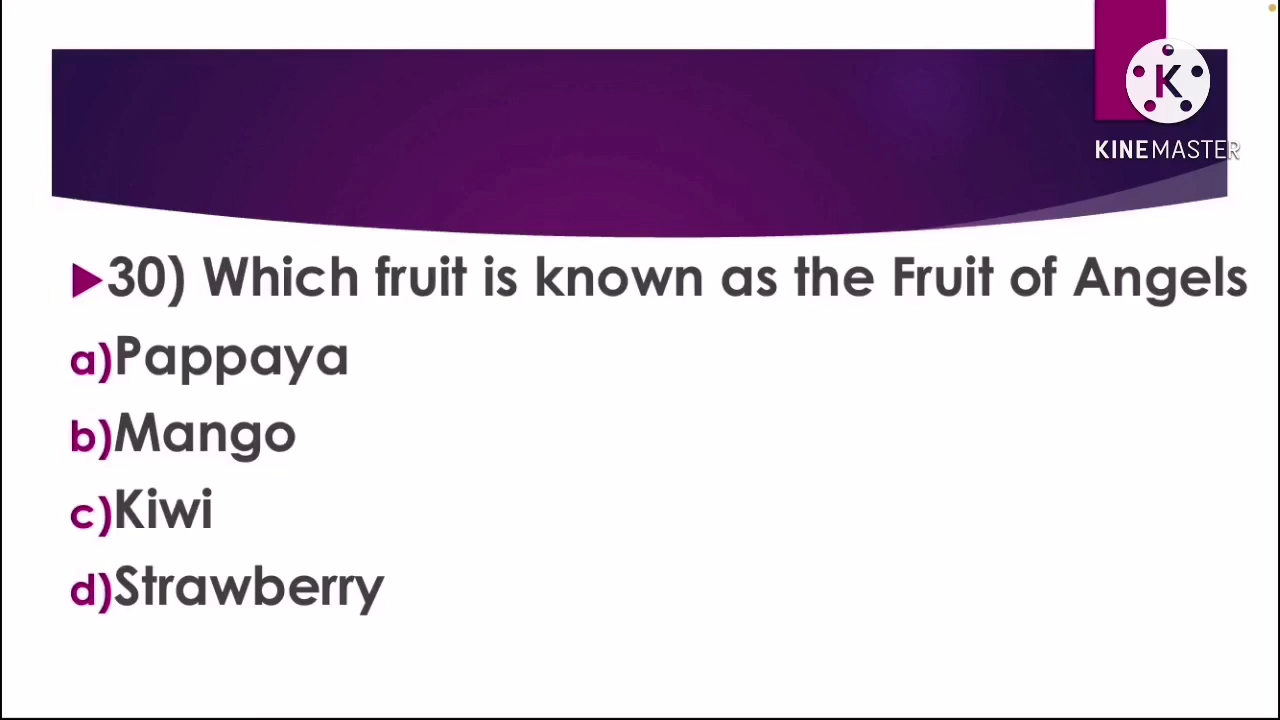 K
KINEMASTER
30) Which fruit is known as the Fruit of Angels
a)Pappaya
b)Mango
c)Kiwi
d)Strawberry